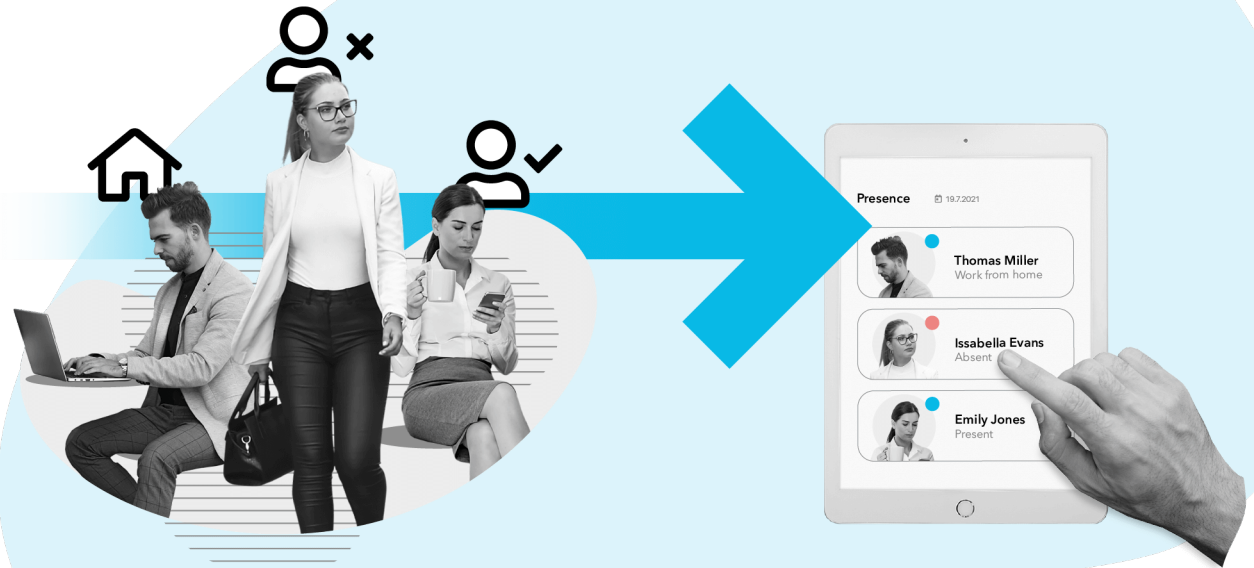 Presence
19.7.2021
Thomas Miller
Work from home
Issabella Evans
Absent
Emily Jones
Present